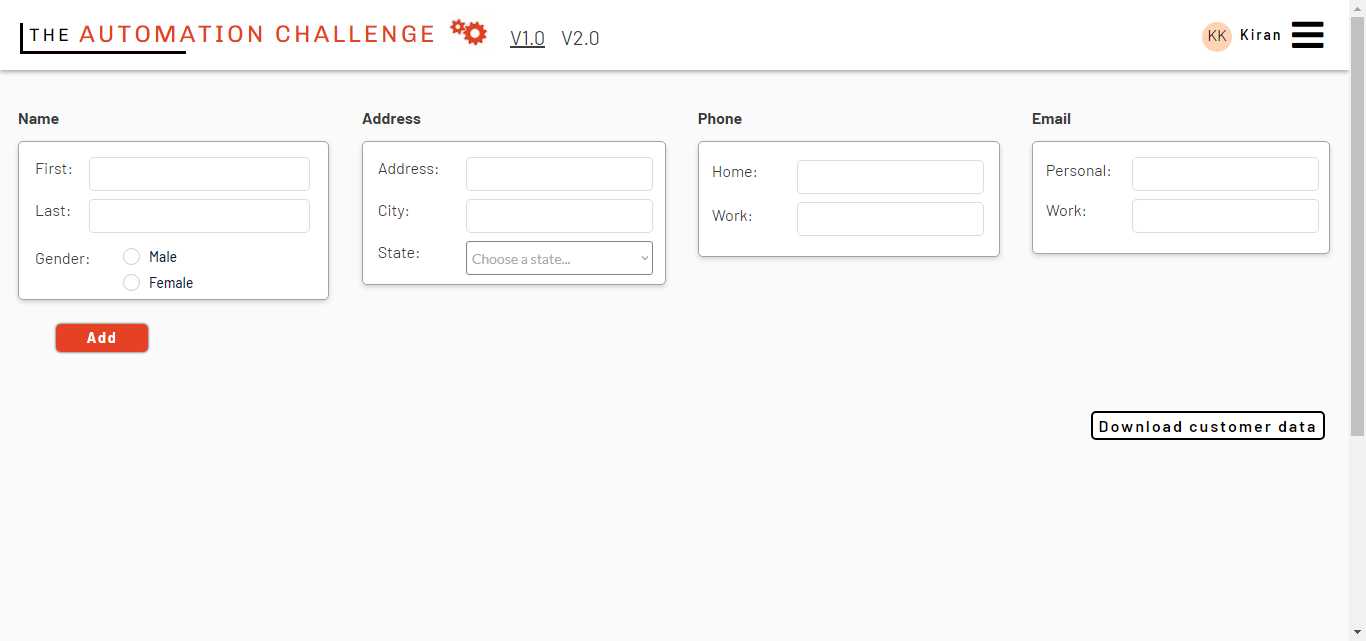 THE AUTOMATION CHALLENGE V1.0 V2.0 KK Kiran
Name
First:
Last:
Gender: Male
Female
Add
Address
Address:
City:
State: Choose a state...
Phone
Home:
Work:
Email
Personal:
Work:
Download customer data